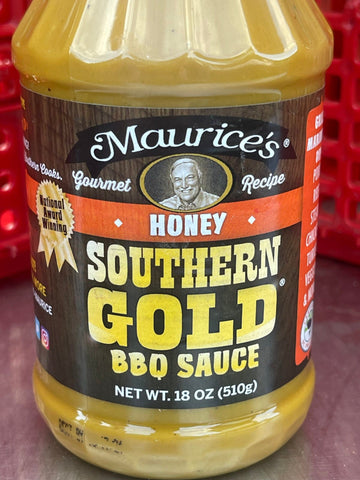 Maurice's®
Gourmet Recipe
HONEY
National
Award
Winning
SOUTHERN
GOLD®
BBQ SAUCE
NET WT. 18 OZ (510g)